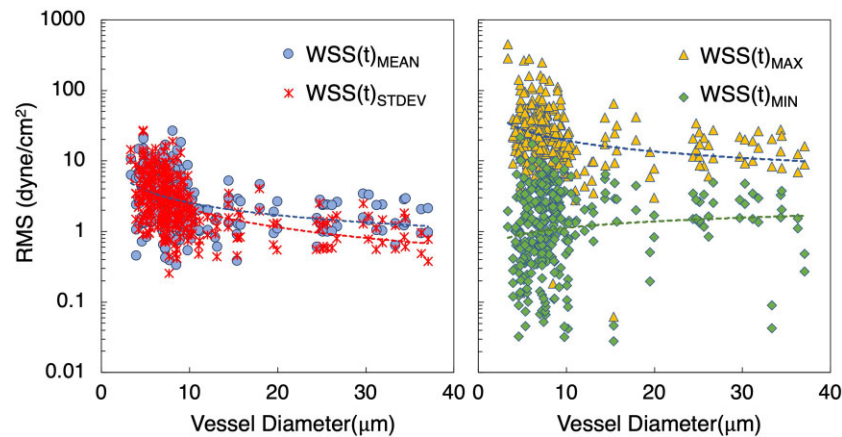 1000
100
10
1
0.1
0.01
RMS (dyne/cm²)
WSS(t)MEAN
WSS(t)STDEV
0 10 20 30 40
Vessel Diameter(μm)
WSS(t)MAX
WSS(t)MIN
0 10 20 30 40
Vessel Diameter(μm)